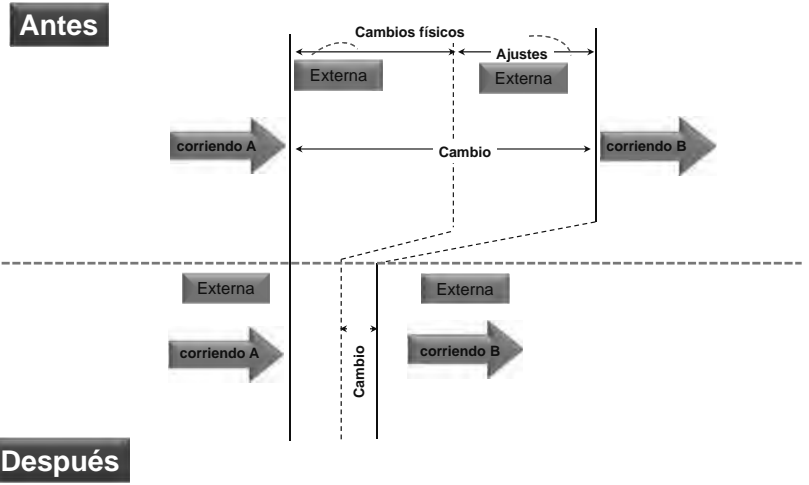 Antes
Cambios físicos
Ajustes
Externa
Externa
corriendo A
Cambio
corriendo B
Externa
Externa
corriendo A
Cambio
corriendo B
Después